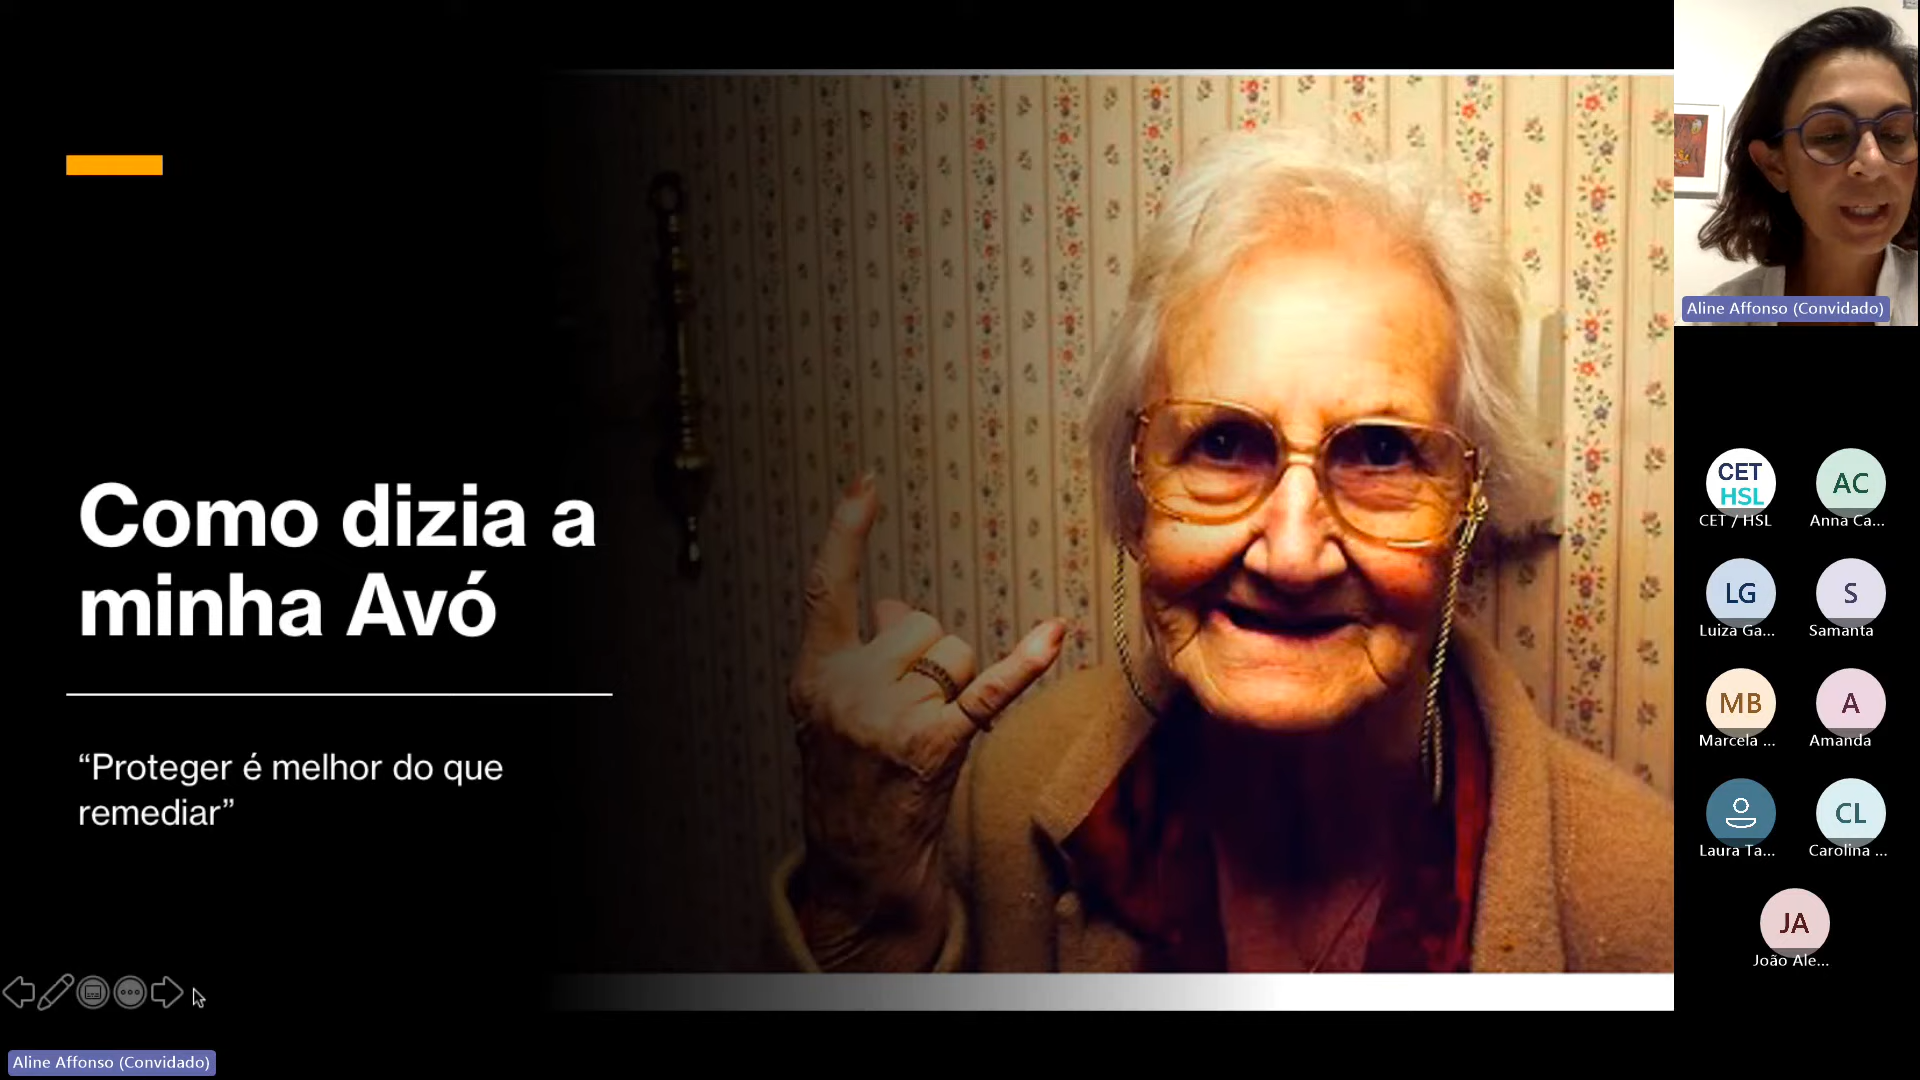 Como dizia a
minha Avó
“Proteger é melhor do que
remediar”
Aline Affonso (Convidado)
Aline Affonso (Convidado)
CET
HSL
CET / HSL
AC
Anna Ca...
LG
Luiza Ga...
S
Samanta
MB
Marcela ...
A
Amanda
Laura Ta...
CL
Carolina ...
JA
João Ale...